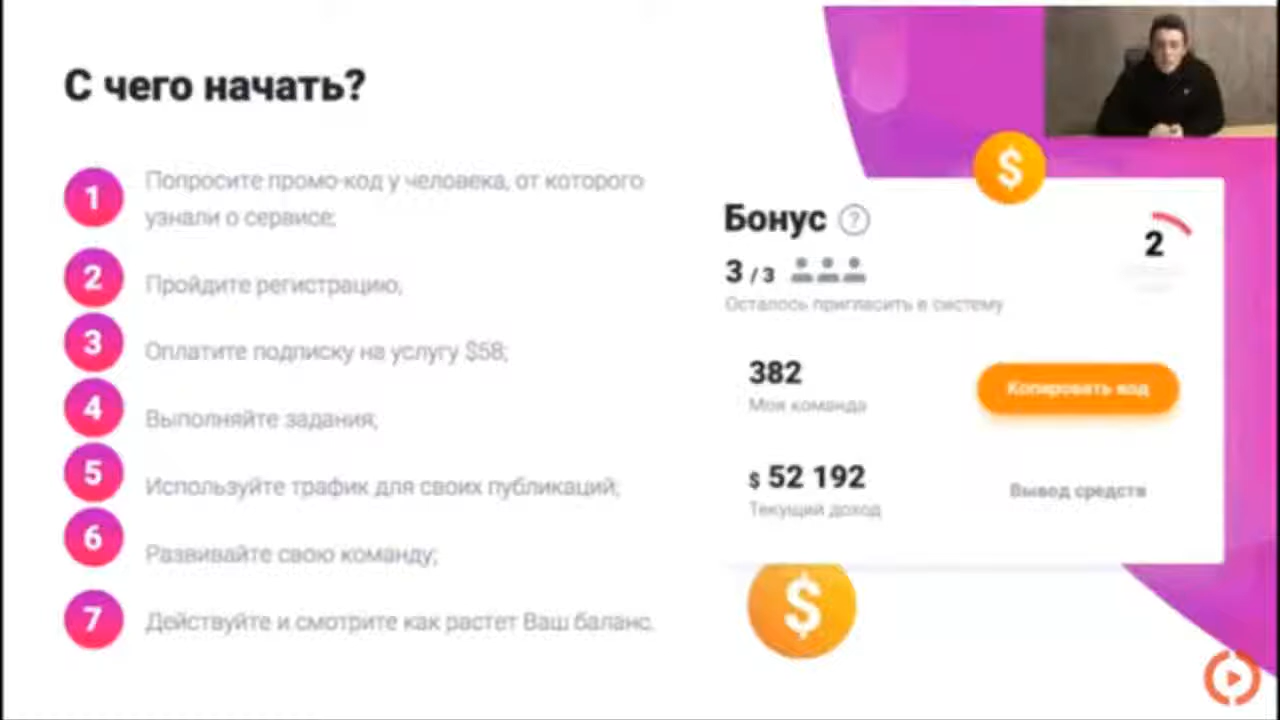 С чего начать?
1
Попросите промо-код у человека, от которого
узнали о сервисе;
2
Пройдите регистрацию;
3
Оплатите подписку на услугу $58;
4
Выполняйте задания;
5
Используйте трафик для своих публикаций;
6
Развивайте свою команду;
7
Действуйте и смотрите как растет Ваш баланс.
$
Бонус ?
2
3 / 3
Осталось пригласить в систему
382
Моя команда
Копировать код
$ 52 192
Текущий доход
Вывод средств
$